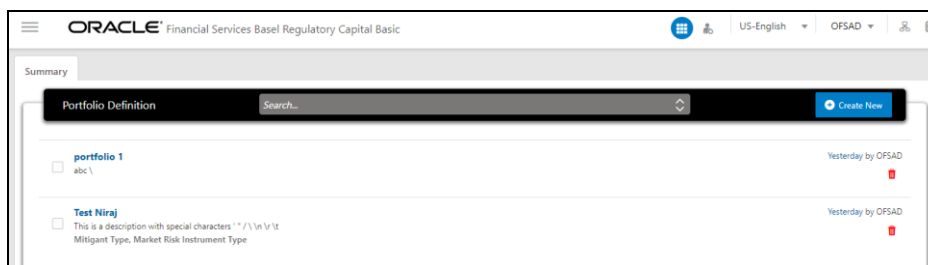 ORACLE® Financial Services Basel Regulatory Capital Basic
US-English OFSAD
Summary
Portfolio Definition Search... Create New
portfolio 1 Yesterday by OFSAD
abc \
Test Niraj Yesterday by OFSAD
This is a description with special characters ' " / \ \n \r \t
Mitigant Type, Market Risk Instrument Type